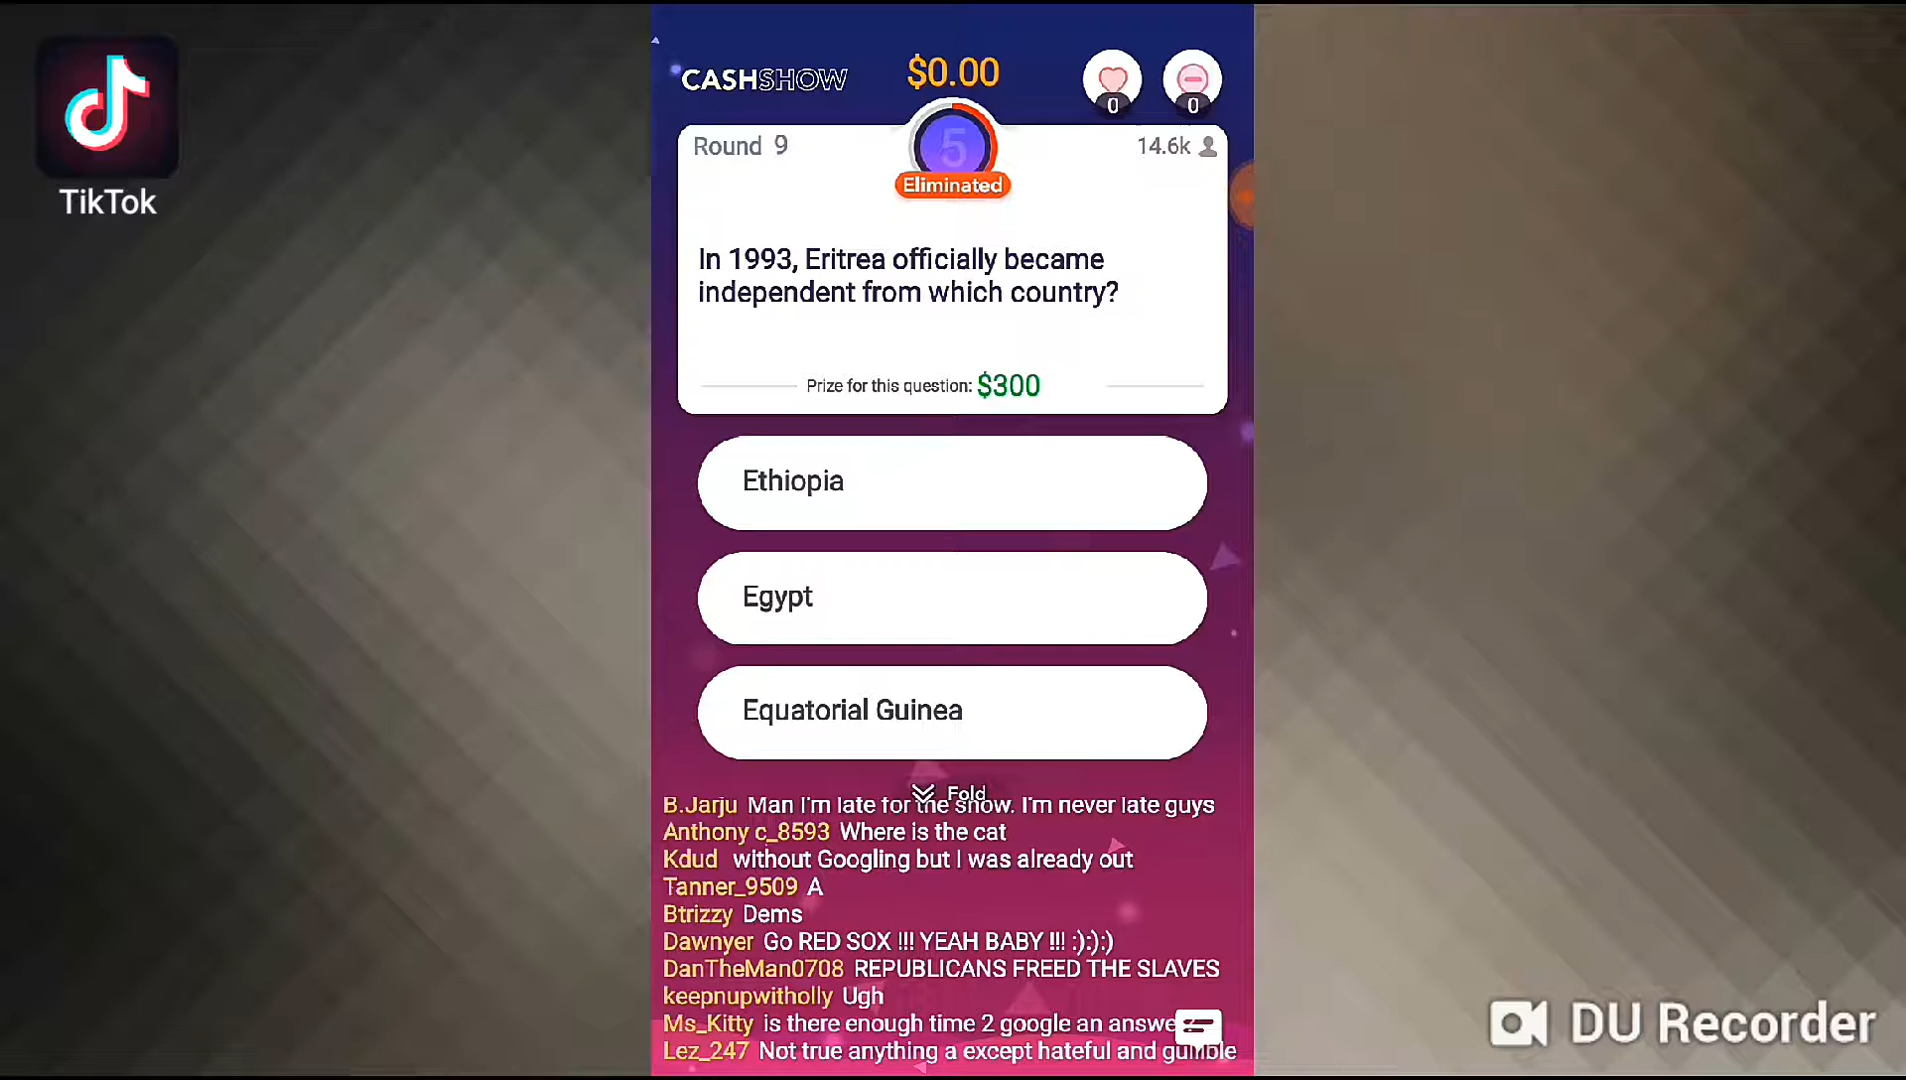 TikTok
CASHSHOW
$0.00
0
0
Round 9
5
14.6k
Eliminated
In 1993, Eritrea officially became
independent from which country?
Prize for this question: $300
Ethiopia
Egypt
Equatorial Guinea
Fold
B.Jarju Man I'm late for the show. I'm never late guys
Anthony c_8593 Where is the cat
Kdud without Googling but I was already out
Tanner_9509 A
Btrizzy Dems
Dawnyer Go RED SOX !!! YEAH BABY !!! :):):)
DanTheMan0708 REPUBLICANS FREED THE SLAVES
keepnupwitholly Ugh
Ms_Kitty is there enough time 2 google an answe
Lez_247 Not true anything a except hateful and gullible
DU Recorder